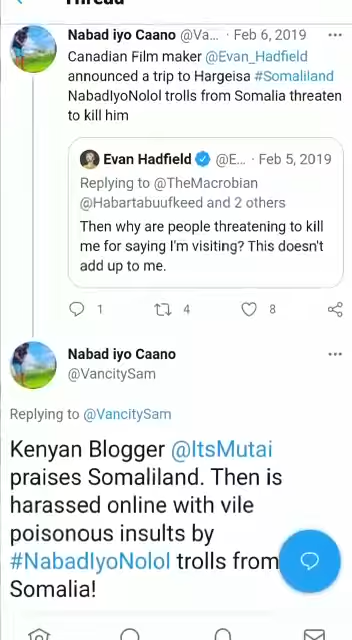 Thread
Nabad iyo Caano @Va... · Feb 6, 2019
Canadian Film maker @Evan_Hadfield
announced a trip to Hargeisa #Somaliland
NabadIyoNolol trolls from Somalia threaten
to kill him
Evan Hadfield @E... · Feb 5, 2019
Replying to @TheMacrobian
@Habartabuufkeed and 2 others
Then why are people threatening to kill
me for saying I'm visiting? This doesn't
add up to me.
1 4 8
Nabad iyo Caano
@VancitySam
Replying to @VancitySam
Kenyan Blogger @ItsMutai
praises Somaliland. Then is
harassed online with vile
poisonous insults by
#NabadIyoNolol trolls from
Somalia!